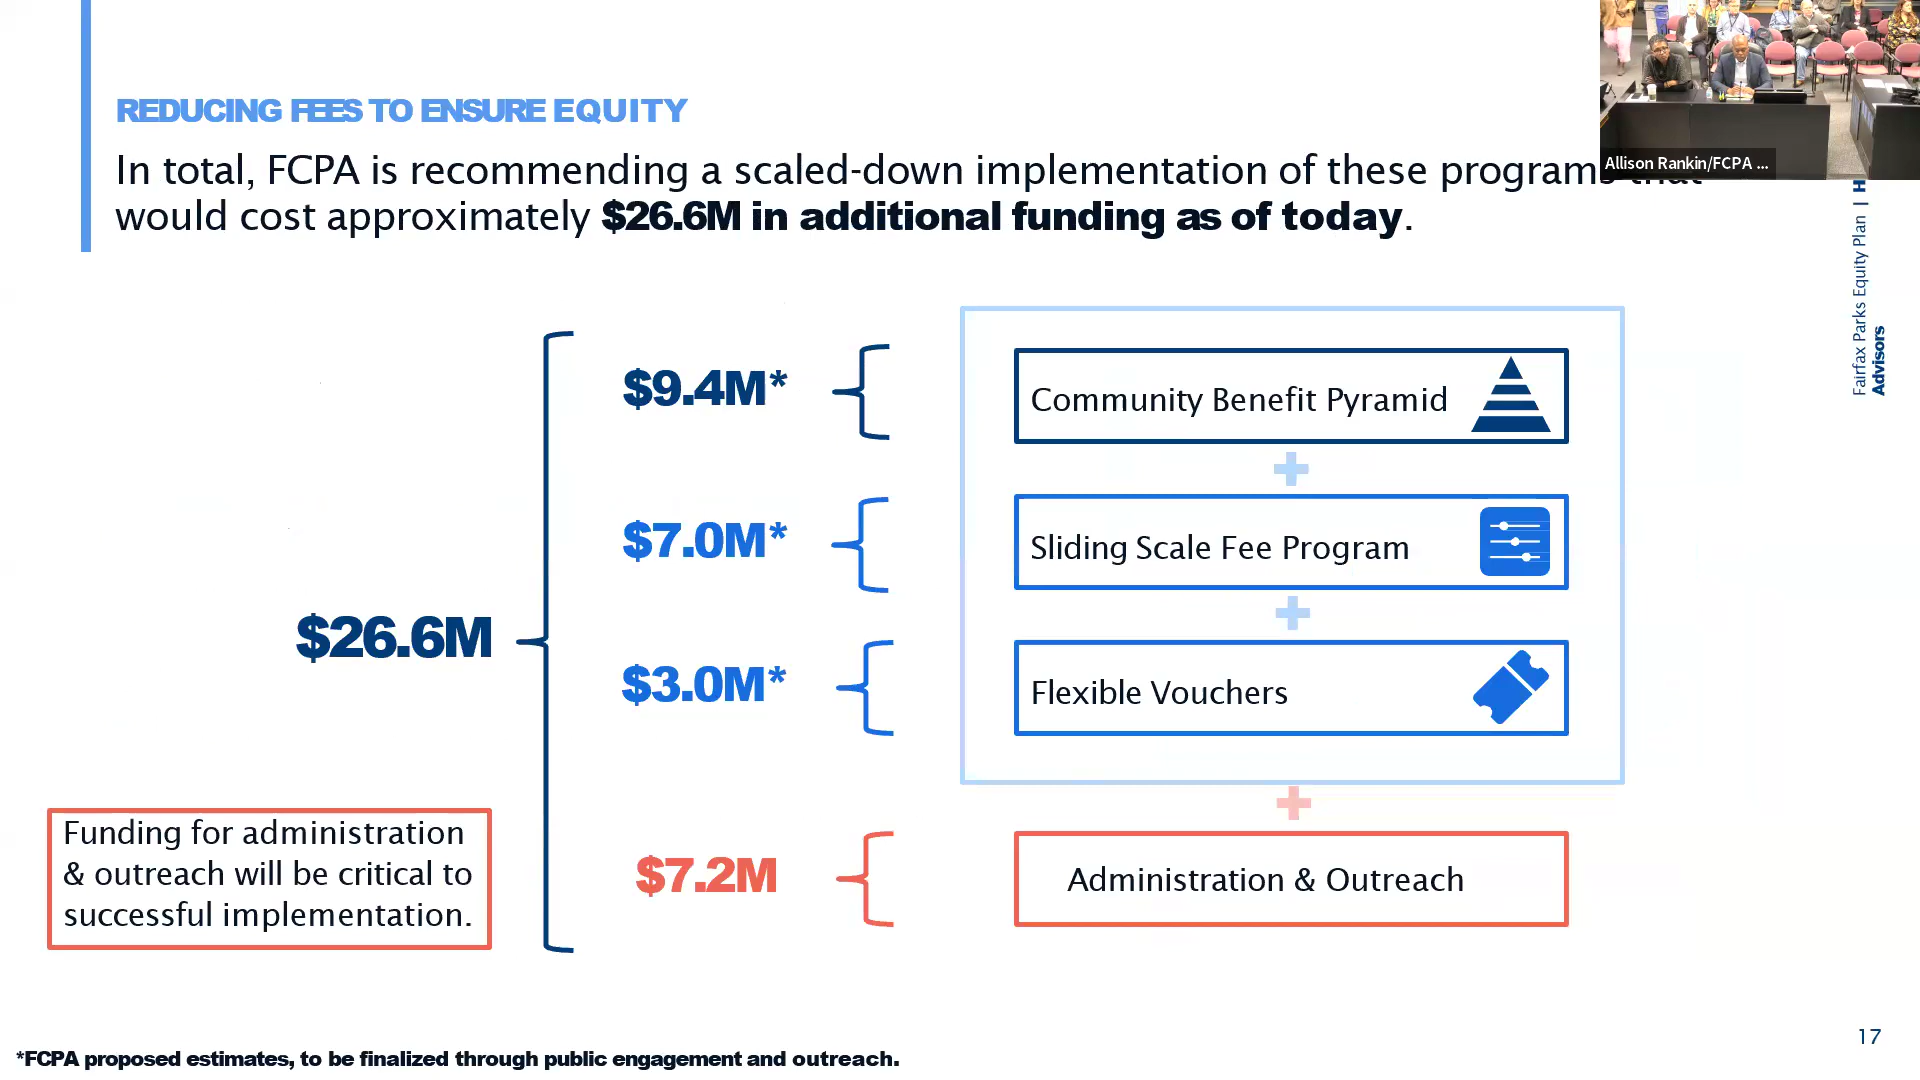 REDUCING FEES TO ENSURE EQUITY
In total, FCPA is recommending a scaled-down implementation of these programs that
would cost approximately $26.6M in additional funding as of today.
Allison Rankin/FCPA ...
Fairfax Parks Equity Plan | H
Advisors
$9.4M*
Community Benefit Pyramid
$7.0M*
Sliding Scale Fee Program
$26.6M
$3.0M*
Flexible Vouchers
Funding for administration
& outreach will be critical to
successful implementation.
$7.2M
Administration & Outreach
17
*FCPA proposed estimates, to be finalized through public engagement and outreach.